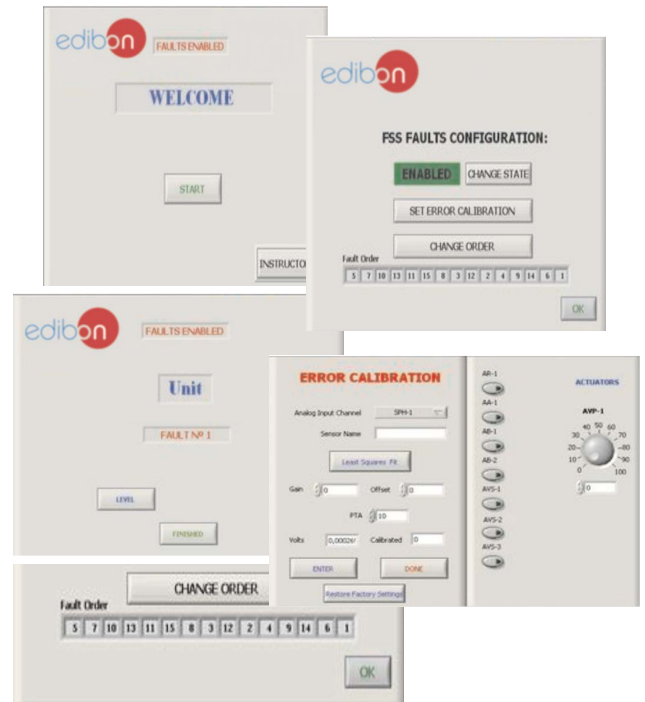 edibon
FAULTS ENABLED
WELCOME
START
INSTRUCTO
edibon
FSS FAULTS CONFIGURATION:
ENABLED CHANGE STATE
SET ERROR CALIBRATION
CHANGE ORDER
Fault Order
5 7 10 13 11 15 8 3 12 2 4 9 14 6 1
OK
edibon
FAULTS ENABLED
Unit
FAULT Nº 1
LEVEL
FINISHED
ERROR CALIBRATION
Analog Input Channel SPH-1
Sensor Name
Least Squares Fit
Gain 0 Offset 0
PTA 10
Volts 0,00026 Calibrated 0
ENTER DONE
Restore Factory Settings
AR-1
AA-1
AB-1
AB-2
AVS-1
AVS-2
AVS-3
ACTUATORS
AVP-1
0 10 20 30 40 50 60 70 80 90 100
0
CHANGE ORDER
Fault Order
5 7 10 13 11 15 8 3 12 2 4 9 14 6 1
OK